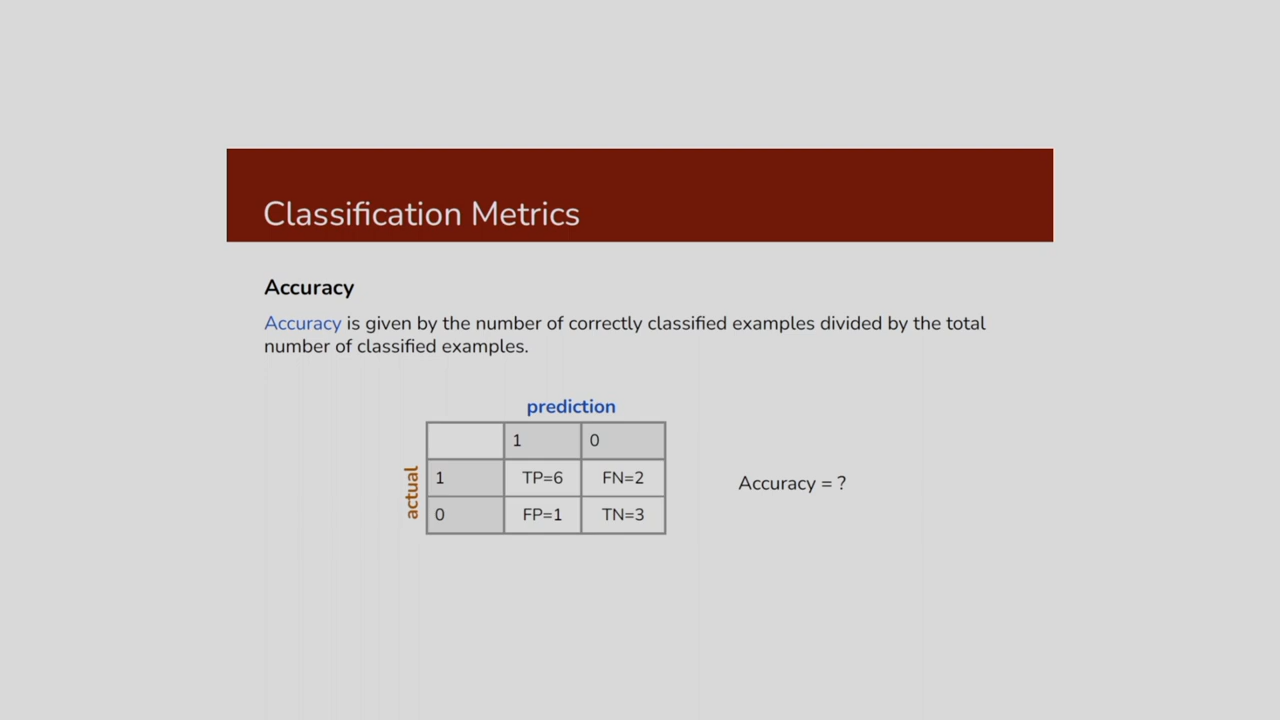 Classification Metrics
Accuracy
Accuracy is given by the number of correctly classified examples divided by the total
number of classified examples.
prediction
1 0
actual
1 TP=6 FN=2
0 FP=1 TN=3
Accuracy = ?